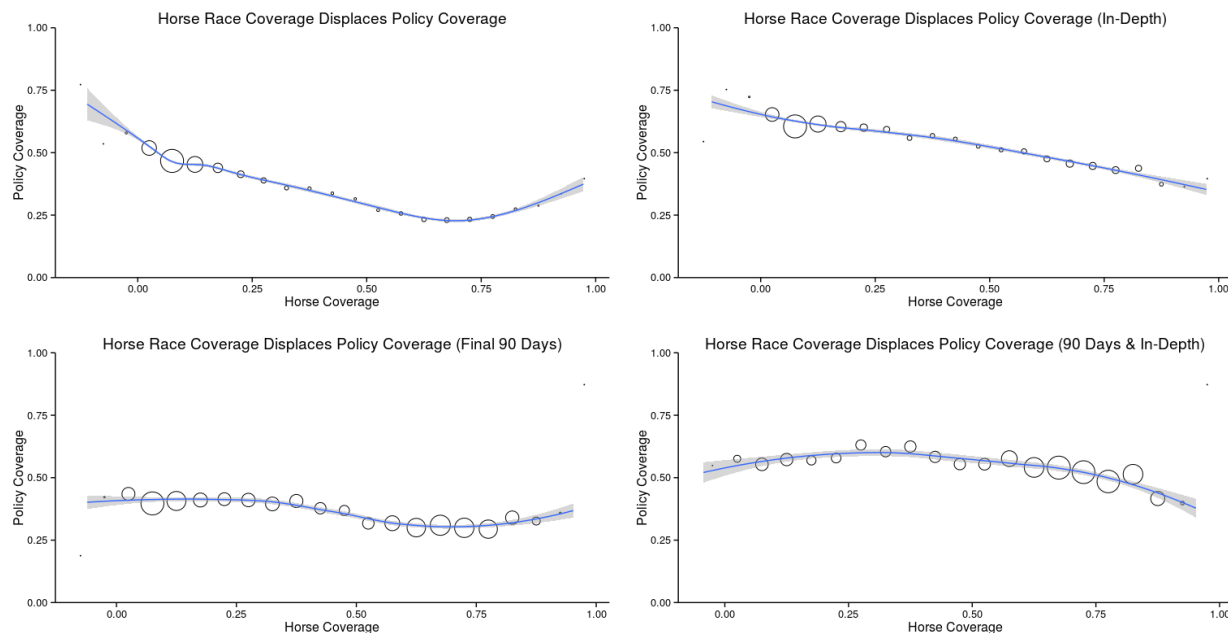 Horse Race Coverage Displaces Policy Coverage
1.00
0.75
0.50
0.25
0.00
Policy Coverage
0.00 0.25 0.50 0.75 1.00
Horse Coverage
Horse Race Coverage Displaces Policy Coverage (In-Depth)
1.00
0.75
0.50
0.25
0.00
Policy Coverage
0.00 0.25 0.50 0.75 1.00
Horse Coverage
Horse Race Coverage Displaces Policy Coverage (Final 90 Days)
1.00
0.75
0.50
0.25
0.00
Policy Coverage
0.00 0.25 0.50 0.75 1.00
Horse Coverage
Horse Race Coverage Displaces Policy Coverage (90 Days & In-Depth)
1.00
0.75
0.50
0.25
0.00
Policy Coverage
0.00 0.25 0.50 0.75 1.00
Horse Coverage